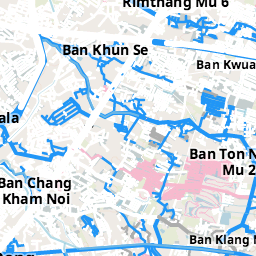 Rimthang Mu 6
Ban Khun Se
Ban Kwua
ala
Ban Ton N
Mu 2
Ban Chang
Kham Noi
Ban Klang